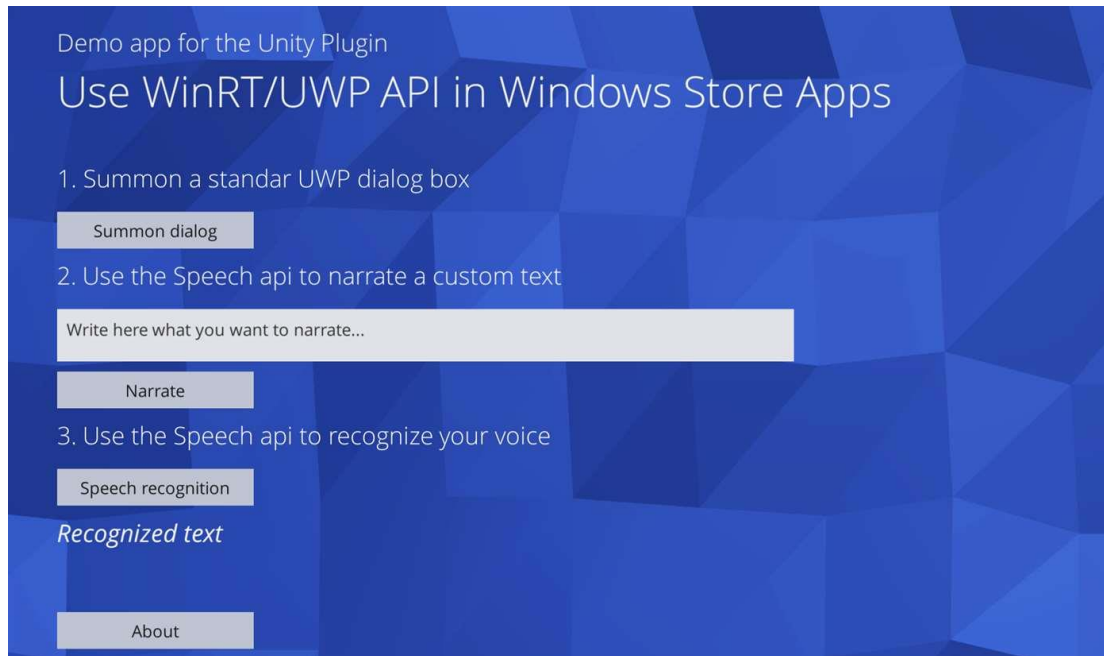 Demo app for the Unity Plugin
Use WinRT/UWP API in Windows Store Apps
1. Summon a standar UWP dialog box
Summon dialog
2. Use the Speech api to narrate a custom text
Write here what you want to narrate...
Narrate
3. Use the Speech api to recognize your voice
Speech recognition
Recognized text
About